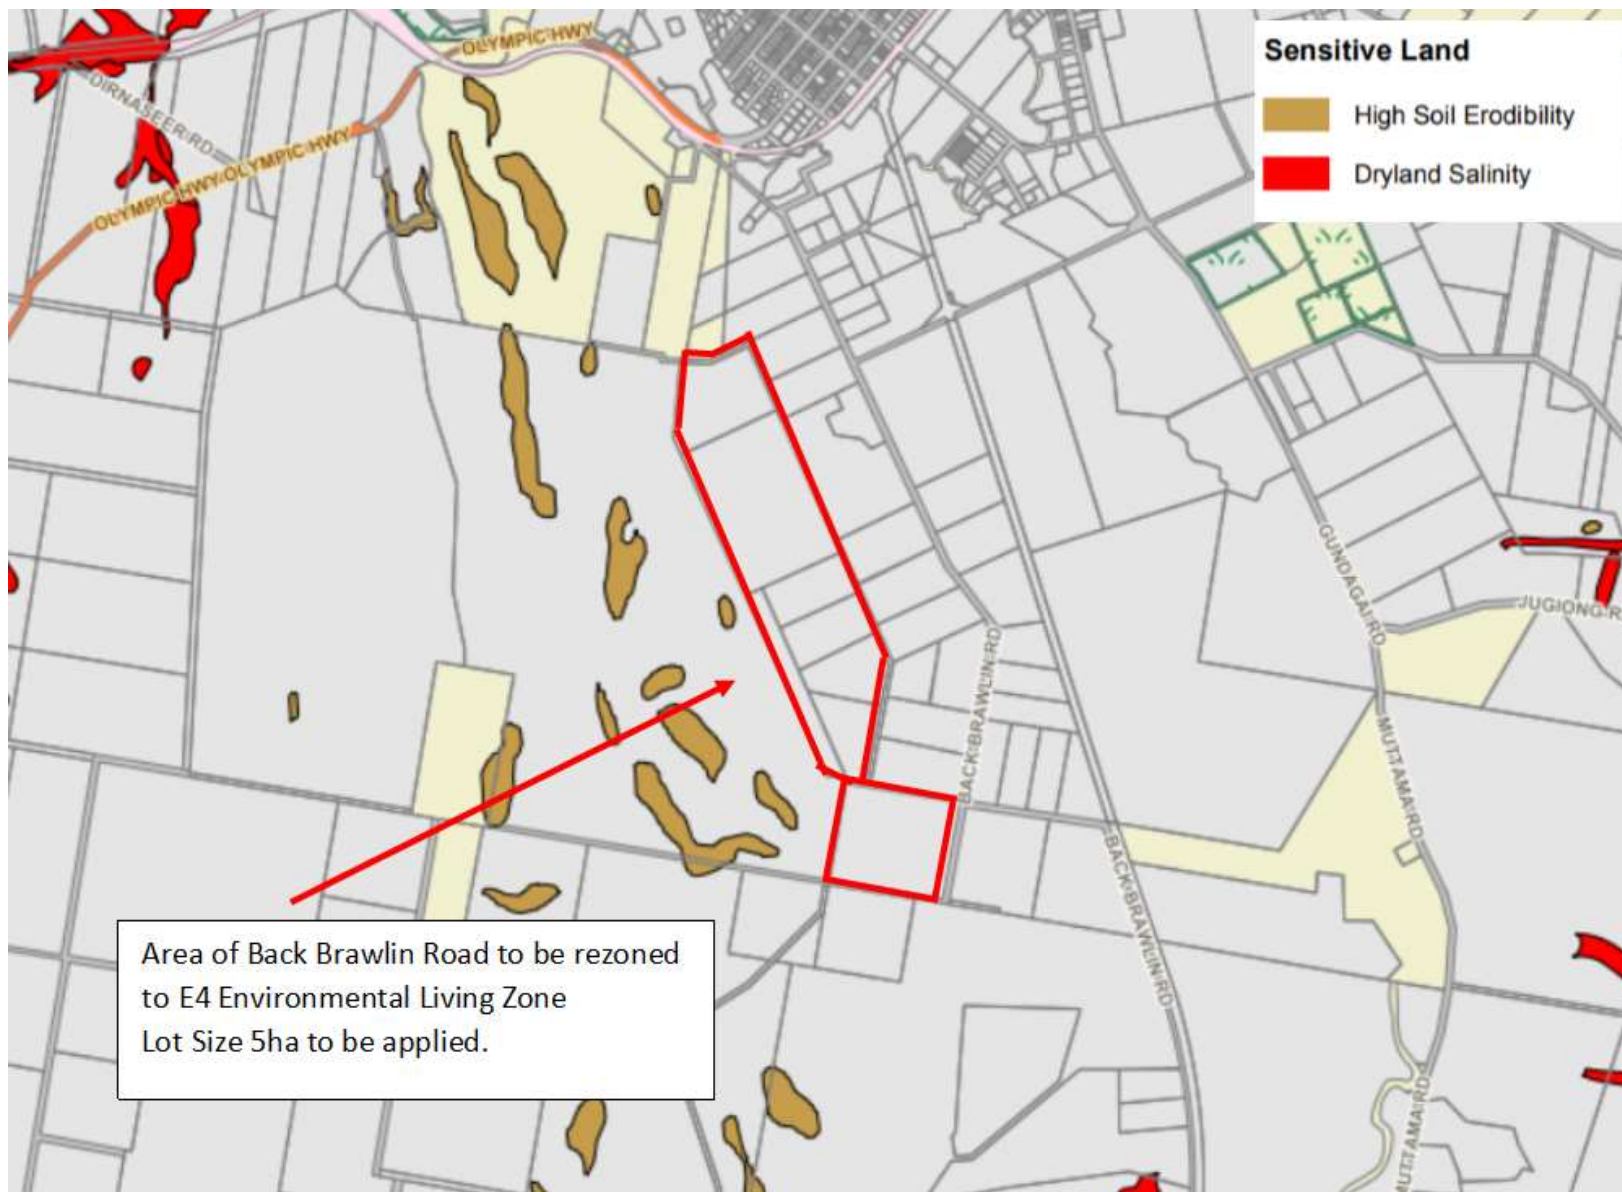 OLYMPIC HWY
Sensitive Land
High Soil Erodibility
Dryland Salinity
DIRNASEER RD
OLYMPIC HWY OLYMPIC HWY
GUNDAGAI RD
JUGIONG R
BACK BRAWLIN RD
MUTTAMA RD
BACK BRAWLIN RD
Area of Back Brawlin Road to be rezoned
to E4 Environmental Living Zone
Lot Size 5ha to be applied.
MUTTAMA RD